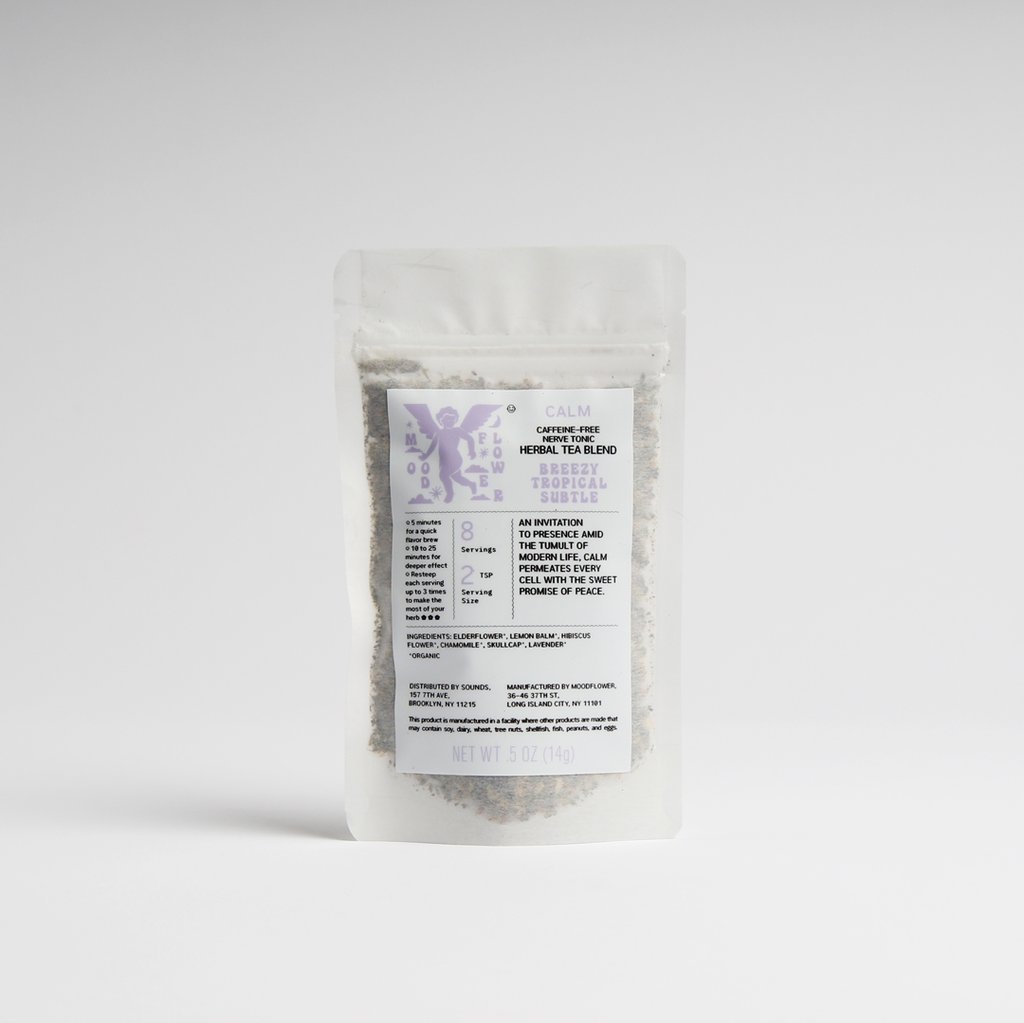 MOOD FLOWER
CALM
CAFFEINE-FREE
NERVE TONIC
HERBAL TEA BLEND
BREEZY
TROPICAL
SUBTLE
5 minutes
for a quick
flavor brew
10 to 25
minutes for
deeper effect
Resteep
each serving
up to 3 times
to make the
most of your
herb
8
Servings
2 TSP
Serving
Size
AN INVITATION
TO PRESENCE AMID
THE TUMULT OF
MODERN LIFE, CALM
PERMEATES EVERY
CELL WITH THE SWEET
PROMISE OF PEACE.
INGREDIENTS: ELDERFLOWER*, LEMON BALM*, HIBISCUS
FLOWER*, CHAMOMILE*, SKULLCAP*, LAVENDER*
*ORGANIC
DISTRIBUTED BY SOUNDS,
157 7TH AVE,
BROOKLYN, NY 11215
MANUFACTURED BY MOODFLOWER,
36-46 37TH ST,
LONG ISLAND CITY, NY 11101
This product is manufactured in a facility where other products are made that
may contain soy, dairy, wheat, tree nuts, shellfish, fish, peanuts, and eggs.
NET WT .5 OZ (14g)